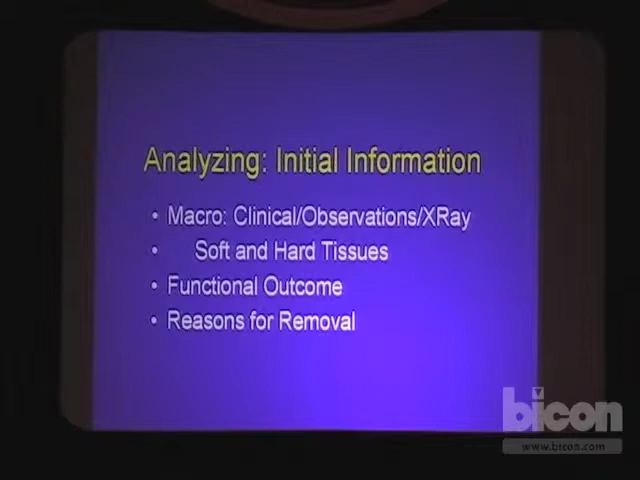 Analyzing: Initial Information
• Macro: Clinical/Observations/XRay
• Soft and Hard Tissues
• Functional Outcome
• Reasons for Removal
bicon
www.bicon.com